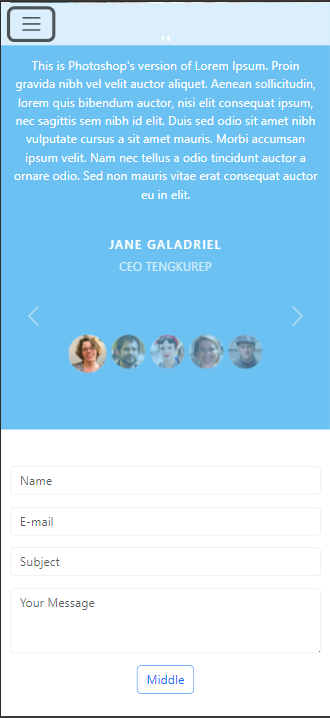 "
This is Photoshop's version of Lorem Ipsum. Proin
gravida nibh vel velit auctor aliquet. Aenean sollicitudin,
lorem quis bibendum auctor, nisi elit consequat ipsum,
nec sagittis sem nibh id elit. Duis sed odio sit amet nibh
vulputate cursus a sit amet mauris. Morbi accumsan
ipsum velit. Nam nec tellus a odio tincidunt auctor a
ornare odio. Sed non mauris vitae erat consequat auctor
eu in elit.
JANE GALADRIEL
CEO TENGKUREP
Name
E-mail
Subject
Your Message
Middle